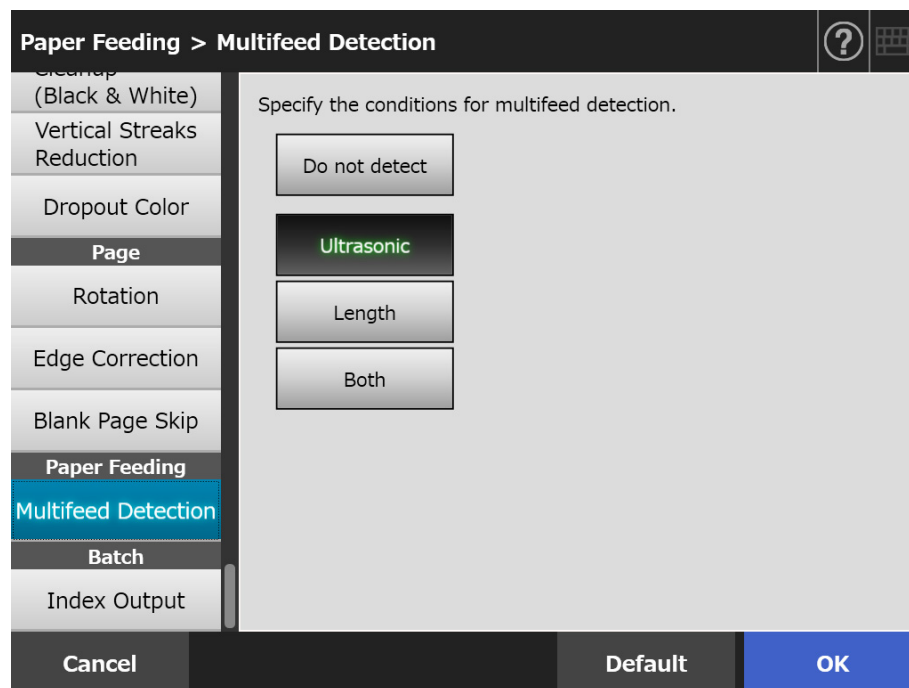 Paper Feeding > Multifeed Detection
?
(Black & White)
Vertical Streaks
Reduction
Dropout Color
Page
Rotation
Edge Correction
Blank Page Skip
Paper Feeding
Multifeed Detection
Batch
Index Output
Specify the conditions for multifeed detection.
Do not detect
Ultrasonic
Length
Both
Cancel
Default
OK